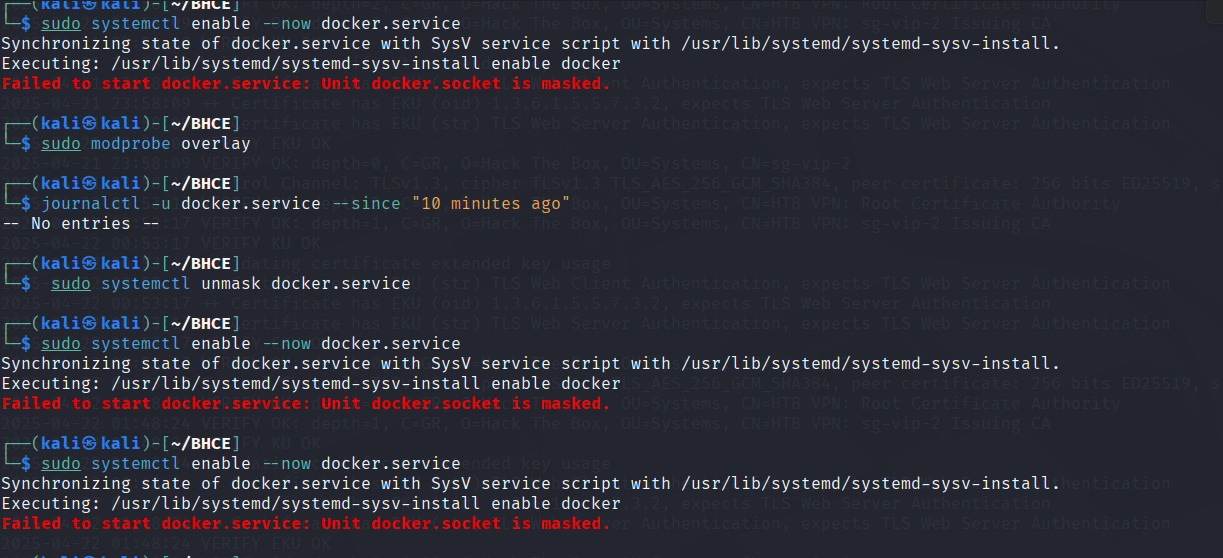 ┌──(kali㉿kali)-[~/BHCE]
└─$ sudo systemctl enable --now docker.service
Synchronizing state of docker.service with SysV service script with /usr/lib/systemd/systemd-sysv-install.
Executing: /usr/lib/systemd/systemd-sysv-install enable docker
Failed to start docker.service: Unit docker.socket is masked.
┌──(kali㉿kali)-[~/BHCE]
└─$ sudo modprobe overlay
┌──(kali㉿kali)-[~/BHCE]
└─$ journalctl -u docker.service --since "10 minutes ago"
-- No entries --
┌──(kali㉿kali)-[~/BHCE]
└─$  sudo systemctl unmask docker.service
┌──(kali㉿kali)-[~/BHCE]
└─$ sudo systemctl enable --now docker.service
Synchronizing state of docker.service with SysV service script with /usr/lib/systemd/systemd-sysv-install.
Executing: /usr/lib/systemd/systemd-sysv-install enable docker
Failed to start docker.service: Unit docker.socket is masked.
┌──(kali㉿kali)-[~/BHCE]
└─$ sudo systemctl enable --now docker.service
Synchronizing state of docker.service with SysV service script with /usr/lib/systemd/systemd-sysv-install.
Executing: /usr/lib/systemd/systemd-sysv-install enable docker
Failed to start docker.service: Unit docker.socket is masked.